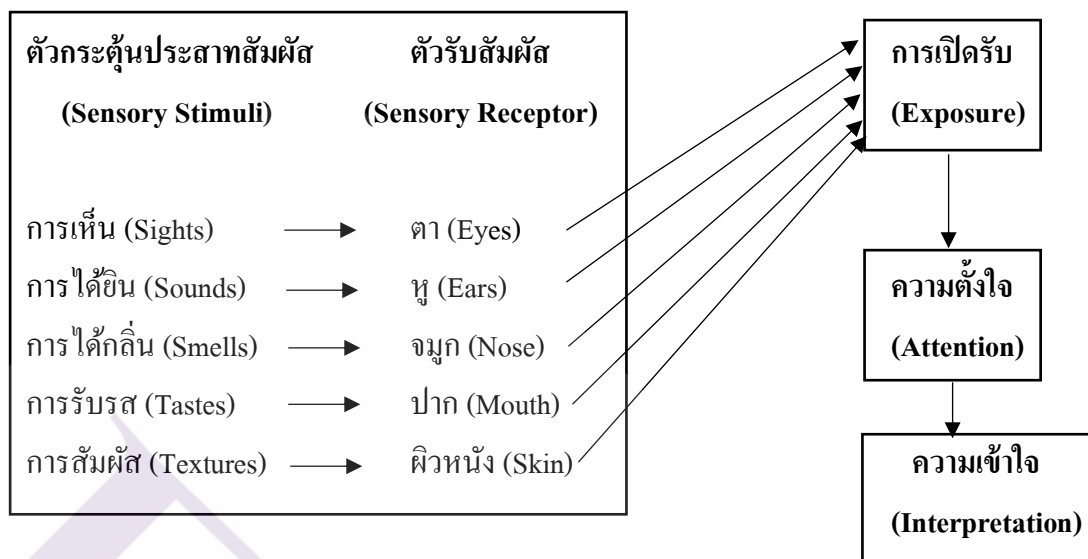 ตัวกระตุ้นประสาทสัมผัส
(Sensory Stimuli)
ตัวรับสัมผัส
(Sensory Receptor)
การเห็น (Sights)
ตา (Eyes)
การได้ยิน (Sounds)
หู (Ears)
การได้กลิ่น (Smells)
จมูก (Nose)
การรับรส (Tastes)
ปาก (Mouth)
การสัมผัส (Textures)
ผิวหนัง (Skin)
การเปิดรับ
(Exposure)
ความตั้งใจ
(Attention)
ความเข้าใจ
(Interpretation)